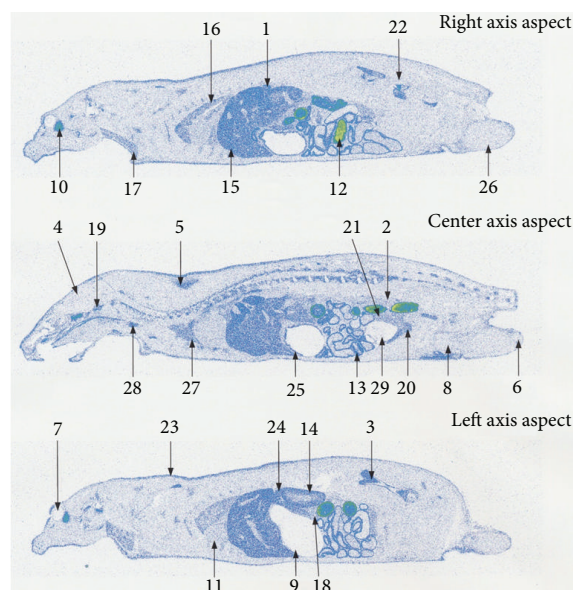 Right axis aspect
16 1 22
10 17 15 12 26
Center axis aspect
4 19 5 21 2
28 27 25 13 29 20 8 6
Left axis aspect
7 23 24 14 3
11 9 18